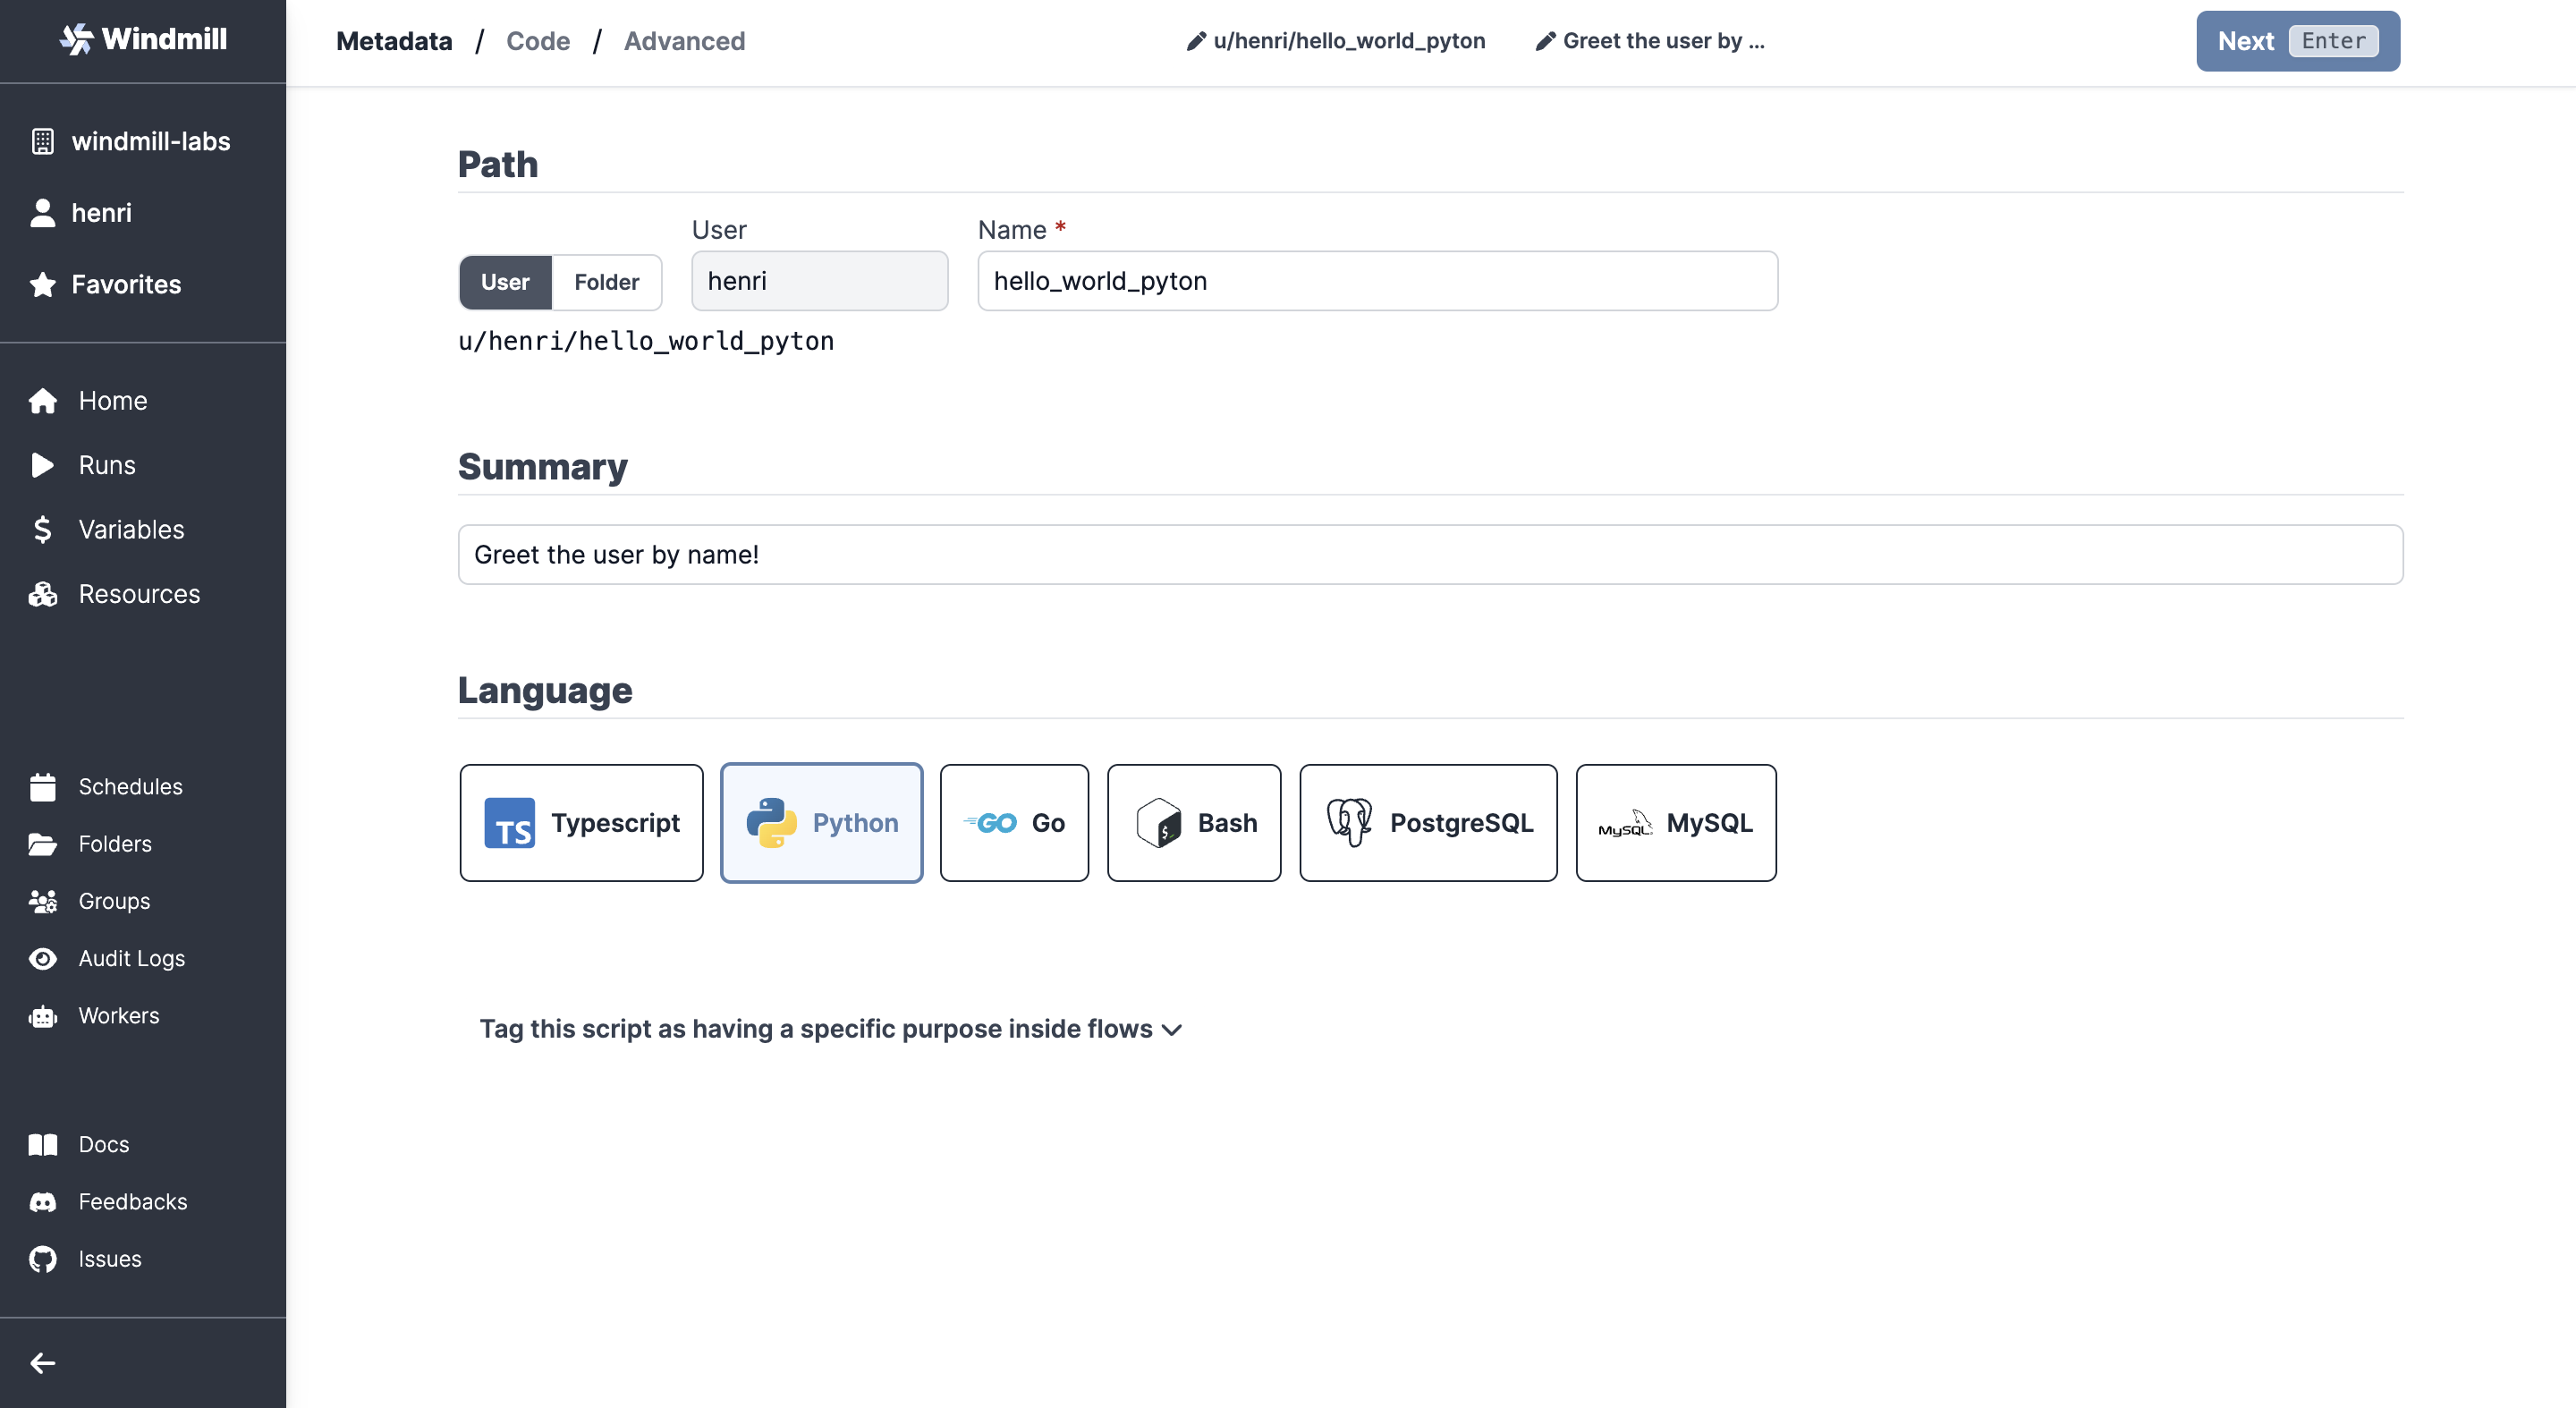 Windmill
windmill-labs
henri
Favorites
Home
Runs
Variables
Resources
Schedules
Folders
Groups
Audit Logs
Workers
Docs
Feedbacks
Issues
Metadata / Code / Advanced
u/henri/hello_world_pyton
Greet the user by ...
Next Enter
Path
User Name *
User Folder henri hello_world_pyton
u/henri/hello_world_pyton
Summary
Greet the user by name!
Language
TS Typescript
Python
GO Go
$ Bash
PostgreSQL
MySQL MySQL
Tag this script as having a specific purpose inside flows